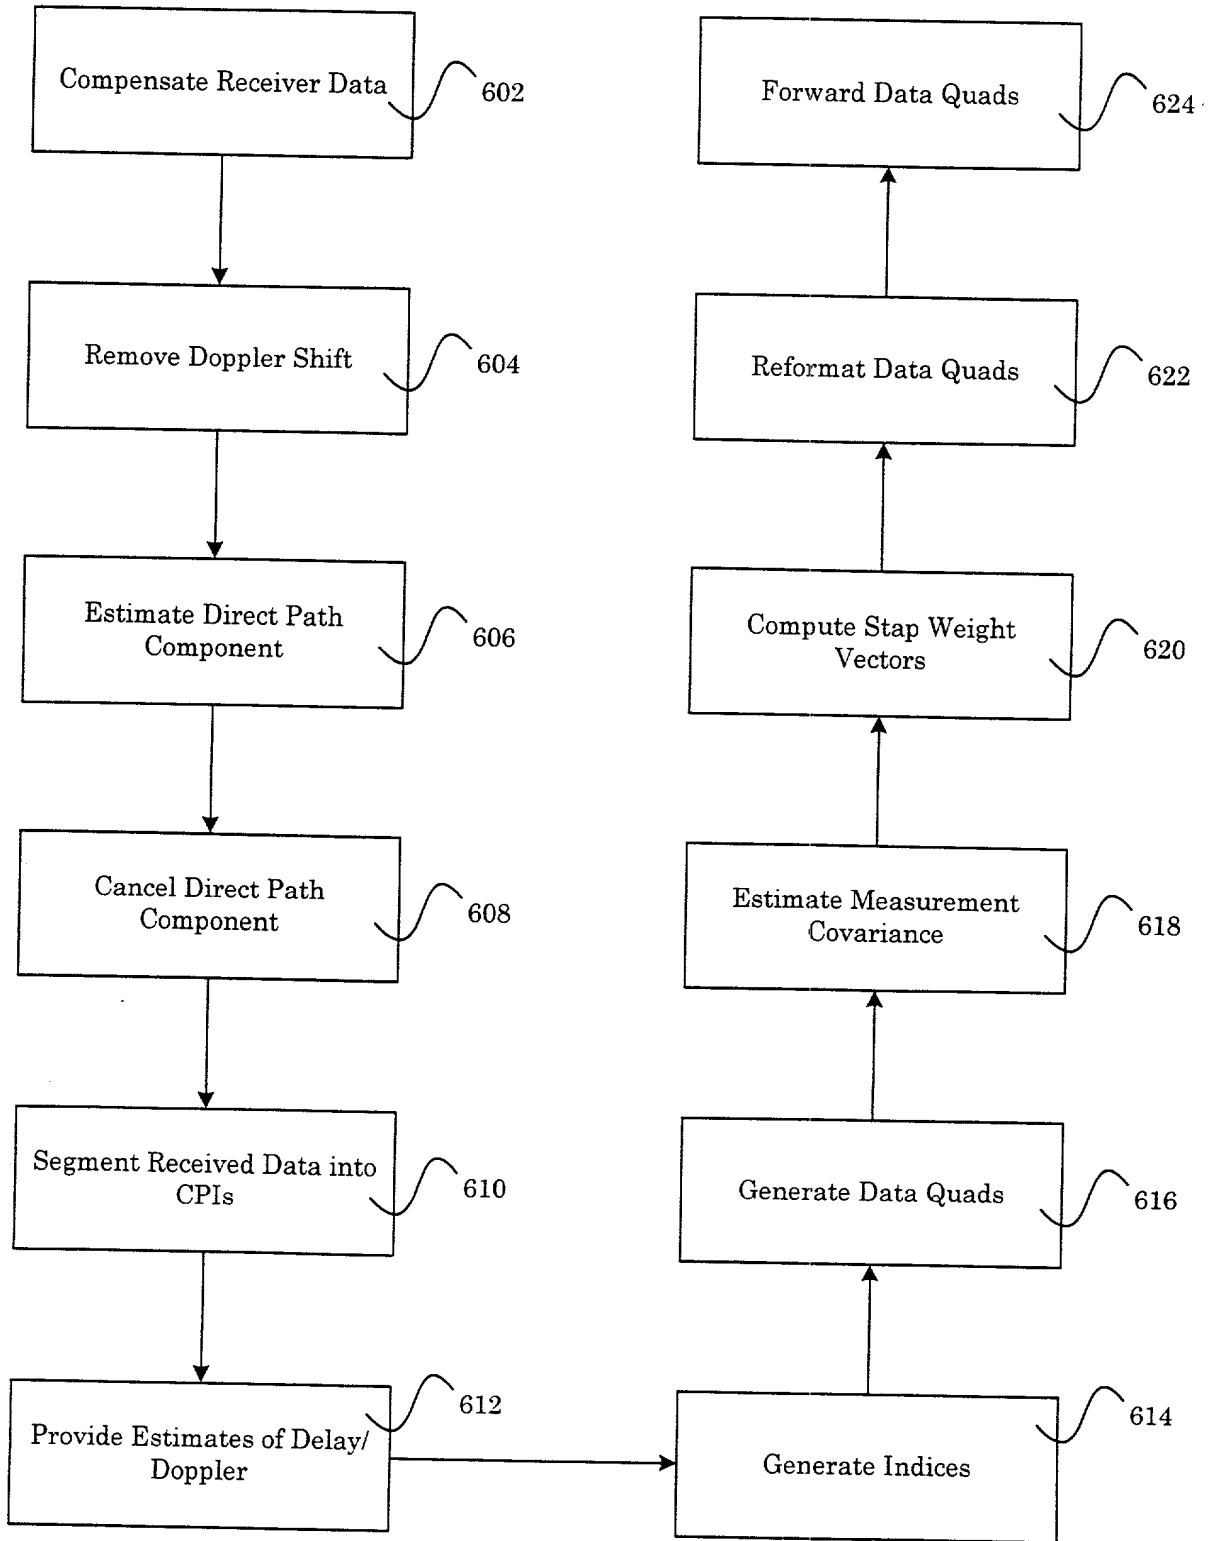 Compensate Receiver Data
602
Remove Doppler Shift
604
Estimate Direct Path
Component
606
Cancel Direct Path
Component
608
Segment Received Data into
CPIs
610
Provide Estimates of Delay/
Doppler
612
Generate Indices
614
Generate Data Quads
616
Estimate Measurement
Covariance
618
Compute Stap Weight
Vectors
620
Reformat Data Quads
622
Forward Data Quads
624